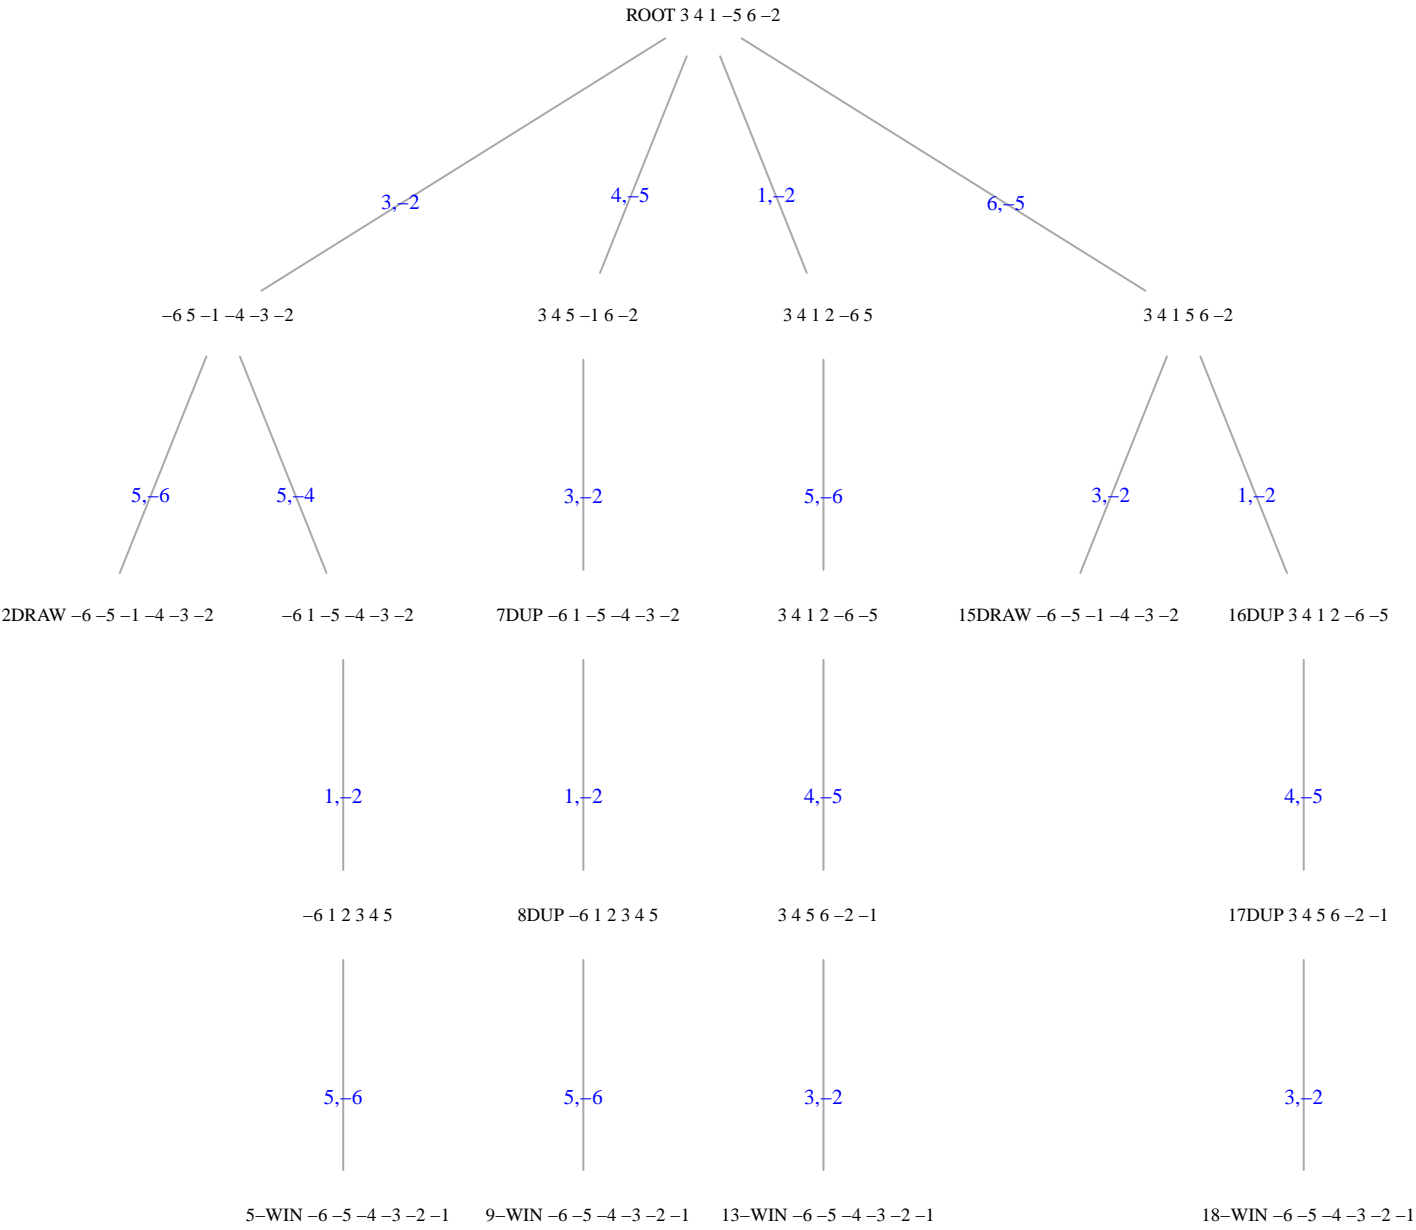 ROOT 3 4 1 −5 6 −2
3,−2
4,−5
1,−2
6,−5
−6 5 −1 −4 −3 −2
3 4 5 −1 6 −2
3 4 1 2 −6 5
3 4 1 5 6 −2
5,−6
5,−4
3,−2
5,−6
3,−2
1,−2
2DRAW −6 −5 −1 −4 −3 −2
−6 1 −5 −4 −3 −2
7DUP −6 1 −5 −4 −3 −2
3 4 1 2 −6 −5
15DRAW −6 −5 −1 −4 −3 −2
16DUP 3 4 1 2 −6 −5
1,−2
1,−2
4,−5
4,−5
−6 1 2 3 4 5
8DUP −6 1 2 3 4 5
3 4 5 6 −2 −1
17DUP 3 4 5 6 −2 −1
5,−6
5,−6
3,−2
3,−2
5−WIN −6 −5 −4 −3 −2 −1
9−WIN −6 −5 −4 −3 −2 −1
13−WIN −6 −5 −4 −3 −2 −1
18−WIN −6 −5 −4 −3 −2 −1